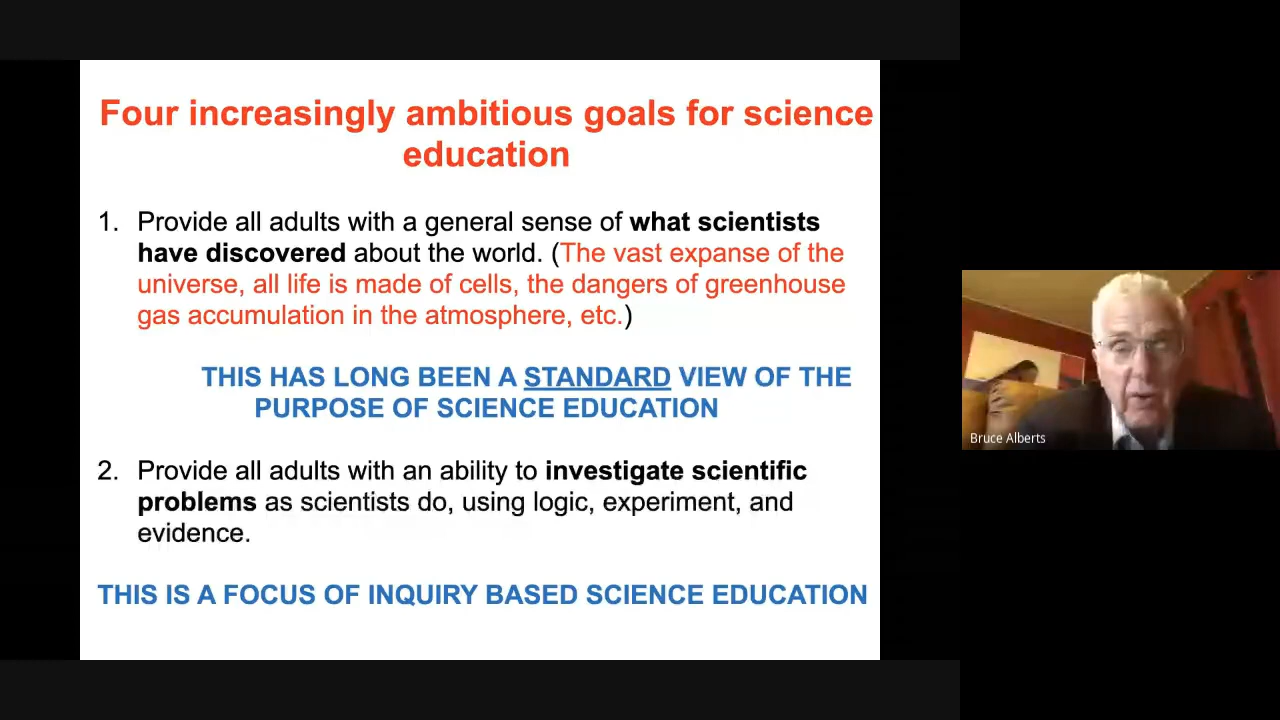 Four increasingly ambitious goals for science
education
1. Provide all adults with a general sense of what scientists
have discovered about the world. (The vast expanse of the
universe, all life is made of cells, the dangers of greenhouse
gas accumulation in the atmosphere, etc.)
THIS HAS LONG BEEN A STANDARD VIEW OF THE
PURPOSE OF SCIENCE EDUCATION
2. Provide all adults with an ability to investigate scientific
problems as scientists do, using logic, experiment, and
evidence.
THIS IS A FOCUS OF INQUIRY BASED SCIENCE EDUCATION
Bruce Alberts